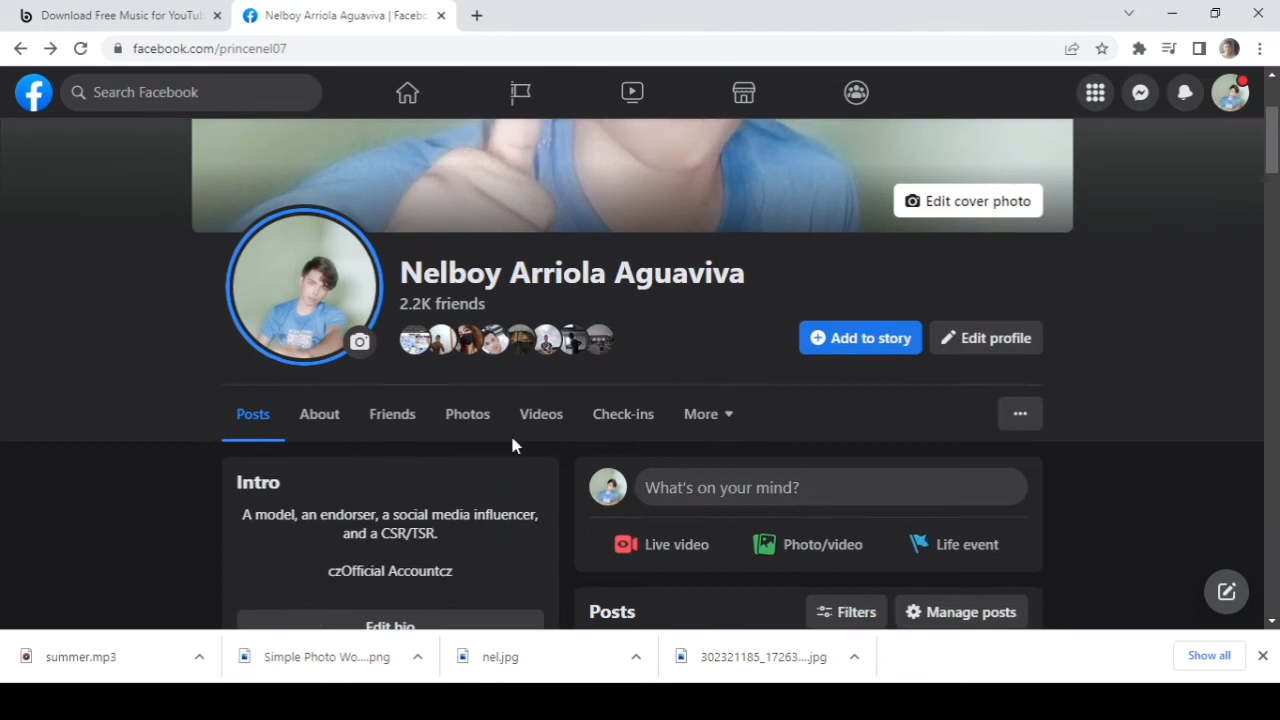 Download Free Music for YouTu
Nelboy Arriola Aguaviva | Facebo
facebook.com/princenel07
Search Facebook
Edit cover photo
Nelboy Arriola Aguaviva
2.2K friends
Add to story
Edit profile
Posts
About
Friends
Photos
Videos
Check-ins
More
Intro
A model, an endorser, a social media influencer,
and a CSR/TSR.
czOfficial Accountcz
Edit bio
What's on your mind?
Live video
Photo/video
Life event
Posts
Filters
Manage posts
summer.mp3
Simple Photo Wo....png
nel.jpg
302321185_17263....jpg
Show all